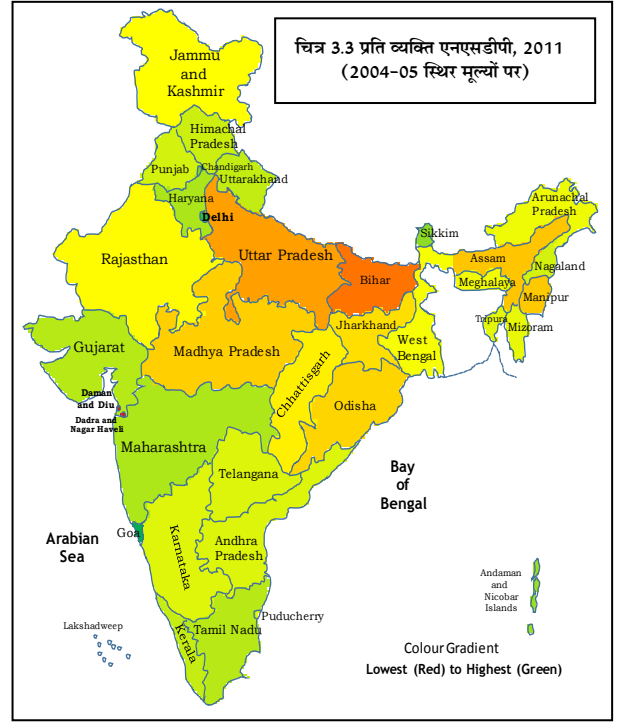 चित्र 3.3 प्रति व्यक्ति एनएसडीपी, 2011
(2004-05 स्थिर मूल्यों पर)
Jammu
and
Kashmir
Himachal
Pradesh
Punjab
Chandigarh
Uttarakhand
Haryana
Delhi
Arunachal
Pradesh
Sikkim
Rajasthan
Uttar Pradesh
Assam
Nagaland
Bihar
Meghalaya
Manipur
Tripura
Mizoram
Jharkhand
West
Bengal
Gujarat
Madhya Pradesh
Chhattisgarh
Daman
and Diu
Dadra and
Nagar Haveli
Odisha
Maharashtra
Telangana
Bay
of
Bengal
Arabian
Sea
Goa
Karnataka
Andhra
Pradesh
Andaman
and
Nicobar
Islands
Puducherry
Lakshadweep
Kerala
Tamil Nadu
Colour Gradient
Lowest (Red) to Highest (Green)